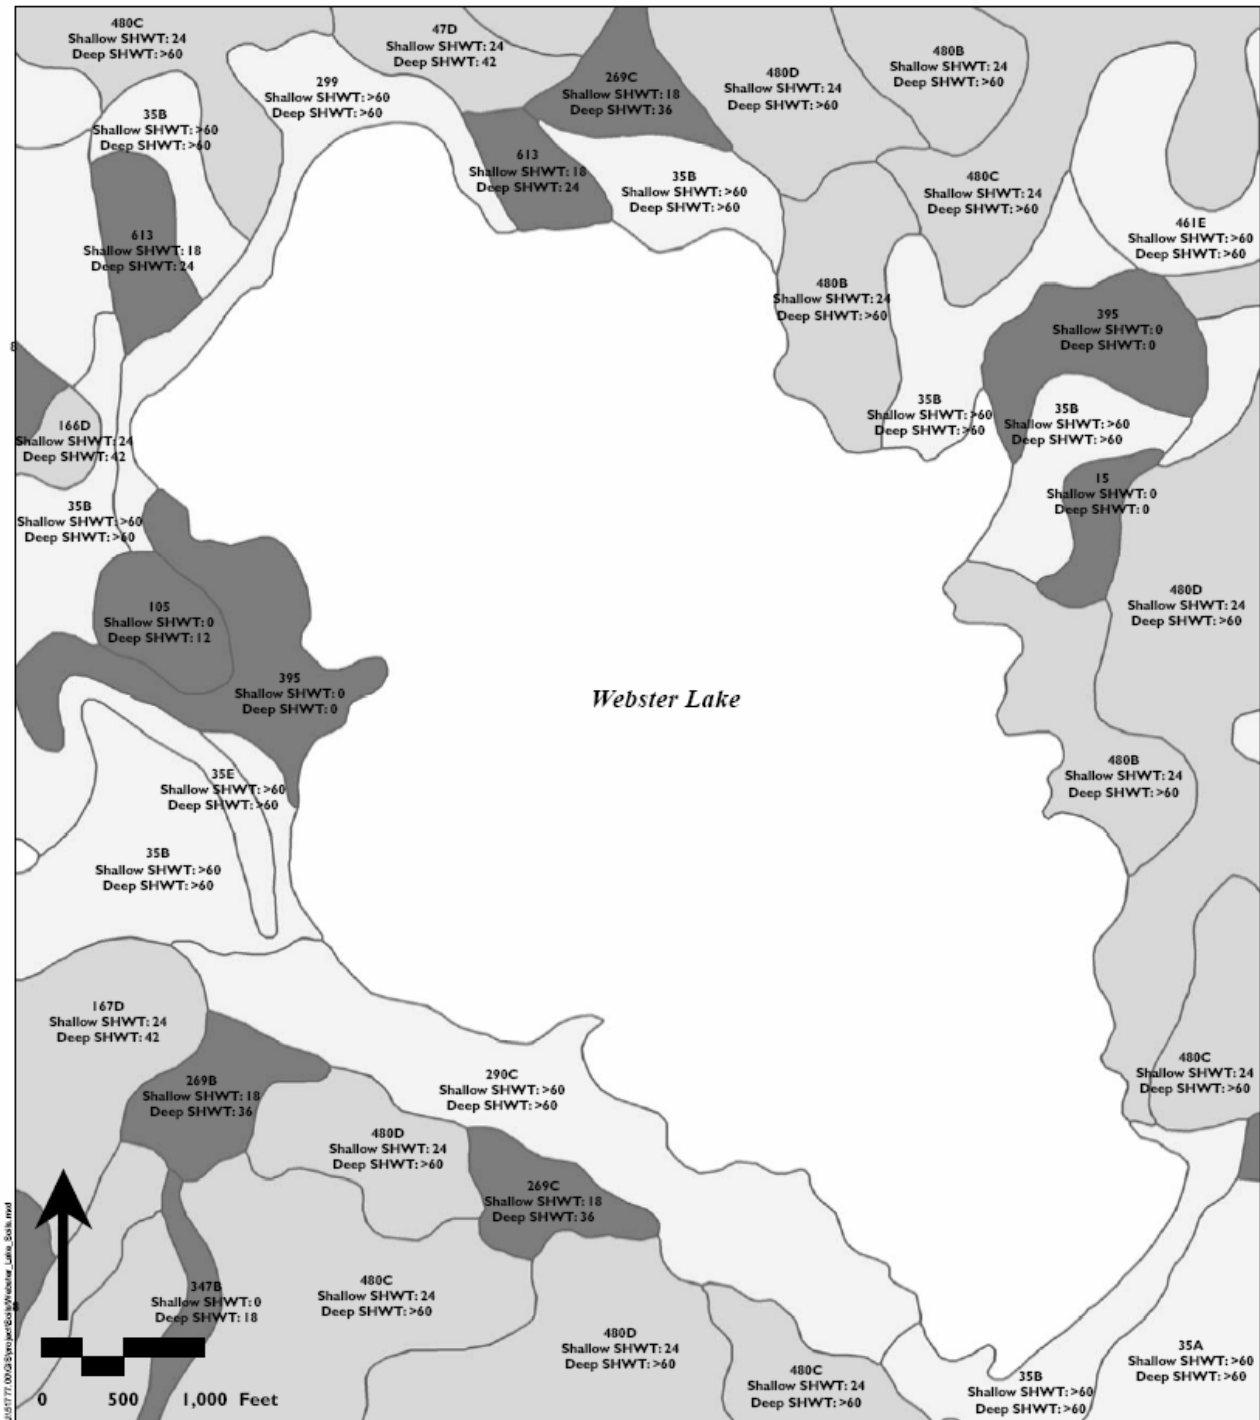 480C
Shallow SHWT: 24
Deep SHWT: >60
47D
Shallow SHWT: 24
Deep SHWT: 42
299
Shallow SHWT: >60
Deep SHWT: >60
269C
Shallow SHWT: 18
Deep SHWT: 36
480D
Shallow SHWT: 24
Deep SHWT: >60
480B
Shallow SHWT: 24
Deep SHWT: >60
35B
Shallow SHWT: >60
Deep SHWT: >60
613
Shallow SHWT: 18
Deep SHWT: 24
35B
Shallow SHWT: >60
Deep SHWT: >60
480C
Shallow SHWT: 24
Deep SHWT: >60
461E
Shallow SHWT: >60
Deep SHWT: >60
613
Shallow SHWT: 18
Deep SHWT: 24
480B
Shallow SHWT: 24
Deep SHWT: >60
395
Shallow SHWT: 0
Deep SHWT: 0
8
35B
Shallow SHWT: >60
Deep SHWT: >60
35B
Shallow SHWT: >60
Deep SHWT: >60
166D
Shallow SHWT: 24
Deep SHWT: 42
15
Shallow SHWT: 0
Deep SHWT: 0
35B
Shallow SHWT: >60
Deep SHWT: >60
105
Shallow SHWT: 0
Deep SHWT: 12
480D
Shallow SHWT: 24
Deep SHWT: >60
395
Shallow SHWT: 0
Deep SHWT: 0
Webster Lake
35E
Shallow SHWT: >60
Deep SHWT: >60
480B
Shallow SHWT: 24
Deep SHWT: >60
35B
Shallow SHWT: >60
Deep SHWT: >60
167D
Shallow SHWT: 24
Deep SHWT: 42
269B
Shallow SHWT: 18
Deep SHWT: 36
290C
Shallow SHWT: >60
Deep SHWT: >60
480C
Shallow SHWT: 24
Deep SHWT: >60
480D
Shallow SHWT: 24
Deep SHWT: >60
269C
Shallow SHWT: 18
Deep SHWT: 36
347B
Shallow SHWT: 0
Deep SHWT: 18
480C
Shallow SHWT: 24
Deep SHWT: >60
8
480D
Shallow SHWT: 24
Deep SHWT: >60
480C
Shallow SHWT: 24
Deep SHWT: >60
35B
Shallow SHWT: >60
Deep SHWT: >60
35A
Shallow SHWT: >60
Deep SHWT: >60
0 500 1,000 Feet